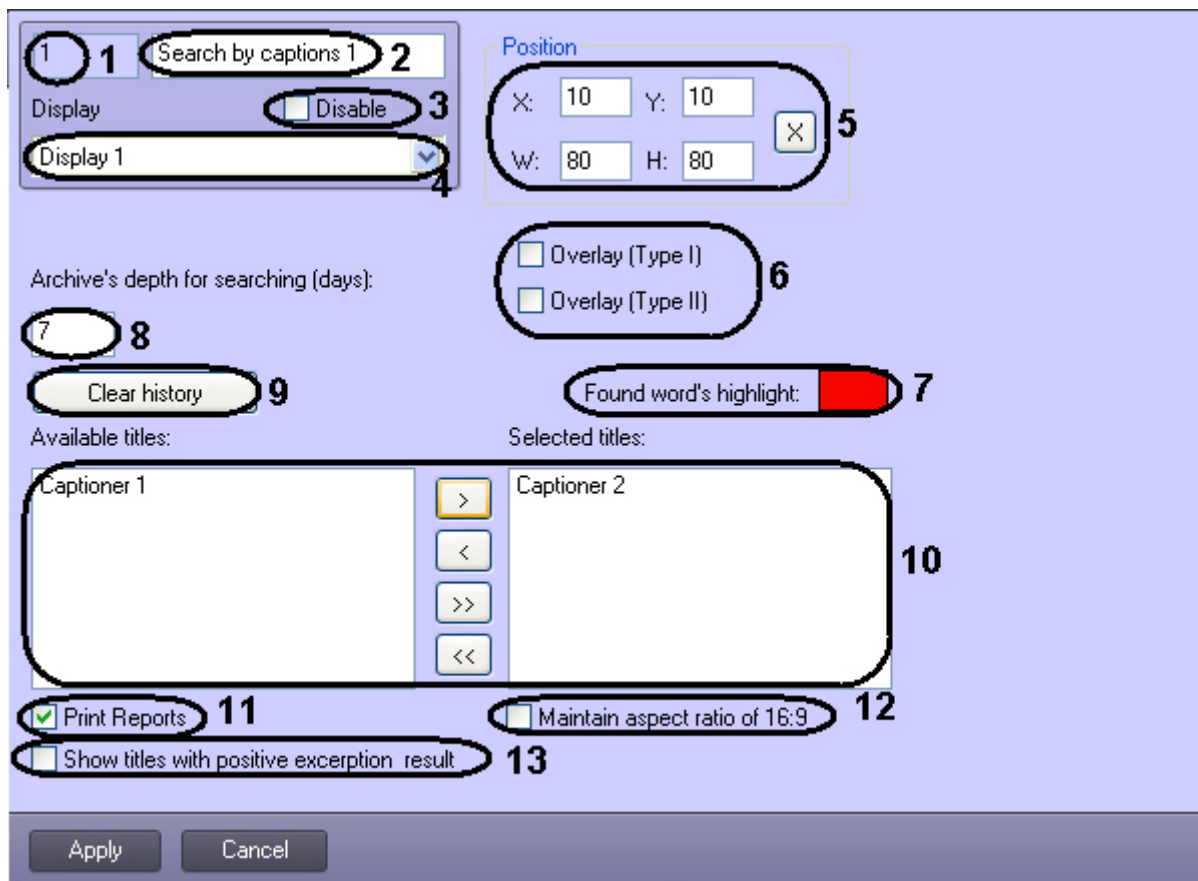 1 1 Search by captions 1 2
Display Disable 3
Display 1 4
Position
X: 10 Y: 10
X 5
W: 80 H: 80
Overlay (Type I)
Overlay (Type II)
6
Archive's depth for searching (days):
7 8
Clear history 9
Found word's highlight: 7
Available titles: Selected titles:
Captioner 1 > Captioner 2
<
>>
<<
10
Print Reports 11 Maintain aspect ratio of 16:9 12
Show titles with positive excerption result 13
Apply Cancel